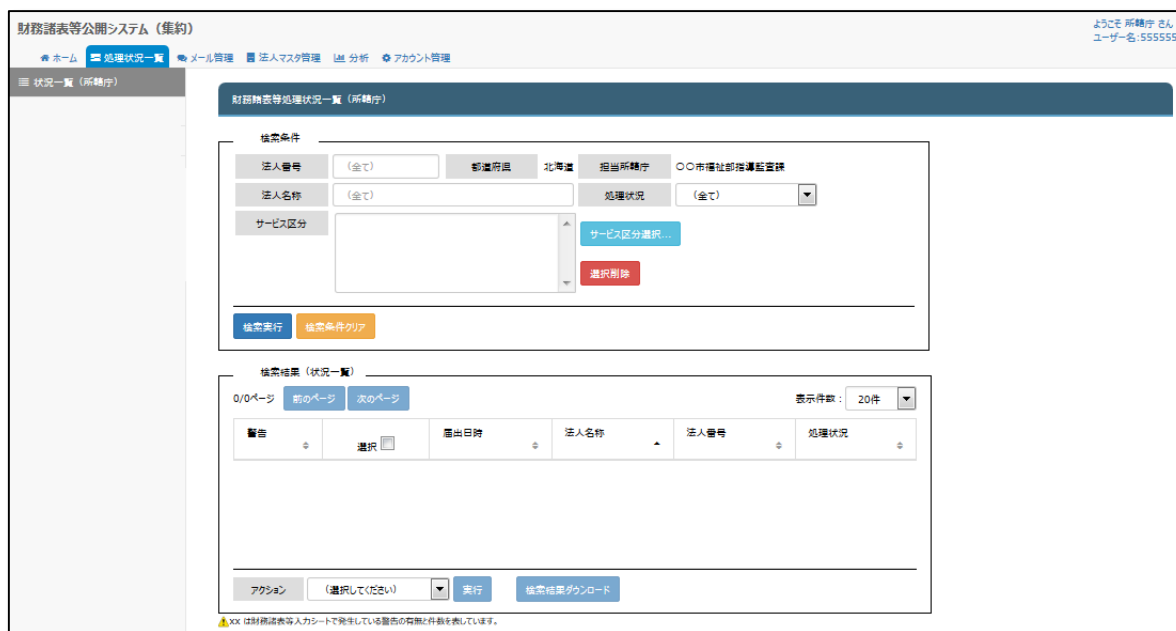 財務諸表等公開システム（集約）
ようこそ 所轄庁 さん
ユーザー名:555555
ホーム 処理状況一覧 メール管理 法人マスタ管理 分析 アカウント管理
状況一覧（所轄庁）
財務諸表等処理状況一覧（所轄庁）
検索条件
法人番号 （全て） 都道府県 北海道 担当所轄庁 〇〇市福祉部指導監査課
法人名称 （全て） 処理状況 （全て）
サービス区分
サービス区分選択...
選択削除
検索実行 検索条件クリア
検索結果（状況一覧）
0/0ページ 前のページ 次のページ 表示件数： 20件
警告 選択 届出日時 法人名称 法人番号 処理状況
アクション （選択してください） 実行 検索結果ダウンロード
xx は財務諸表等入力シートで発生している警告の有無と件数を表しています。